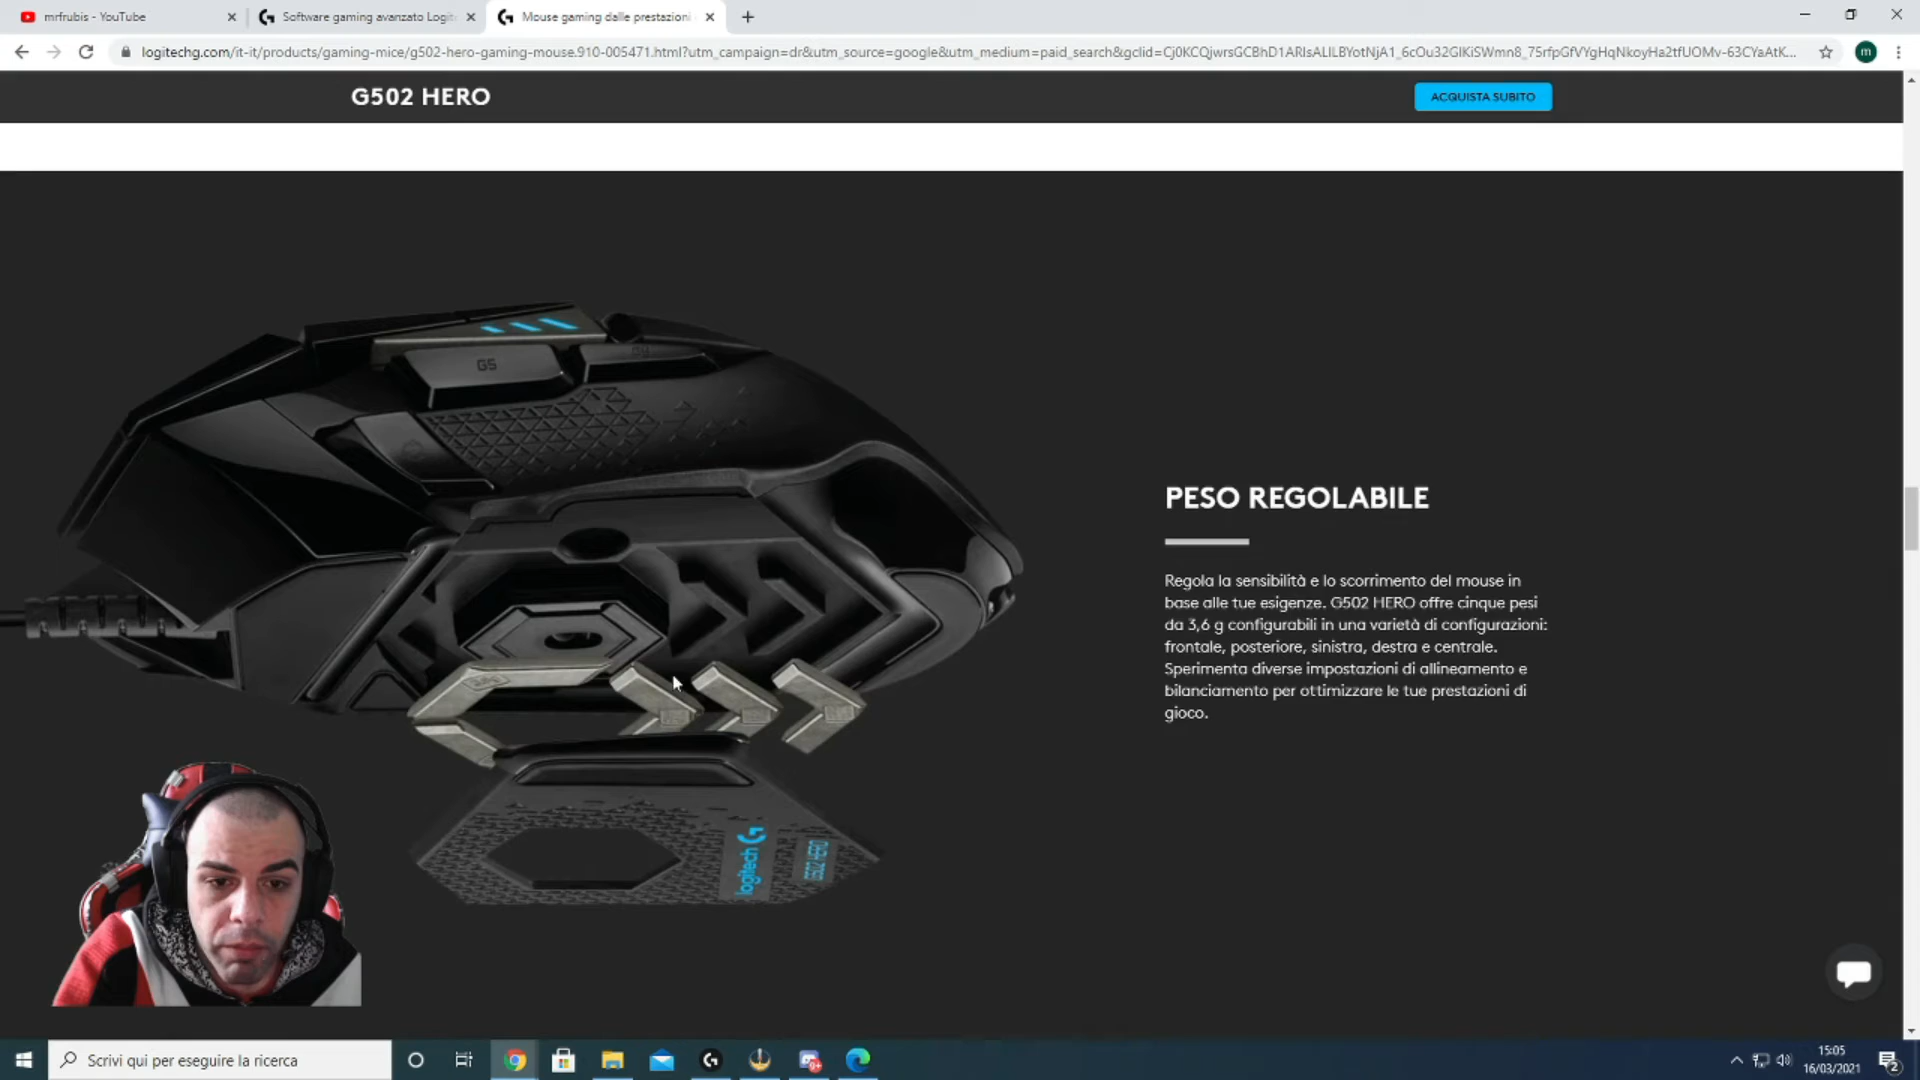 mrfrubis - YouTube
Software gaming avanzato Logit
Mouse gaming dalle prestazioni
logitechg.com/it-it/products/gaming-mice/g502-hero-gaming-mouse.910-005471.html?utm_campaign=dr&utm_source=google&utm_medium=paid_search&gclid=
m
G502 HERO
ACQUISTA SUBITO
G5
PESO REGOLABILE
Regola la sensibilità e lo scorrimento del mouse in
base alle tue esigenze. G502 HERO offre cinque pesi
da 3,6 g configurabili in una varietà di configurazioni:
frontale, posteriore, sinistra, destra e centrale.
Sperimenta diverse impostazioni di allineamento e
bilanciamento per ottimizzare le tue prestazioni di
gioco.
logitech
G502 HERO
Scrivi qui per eseguire la ricerca
15:05
16/03/2021
2